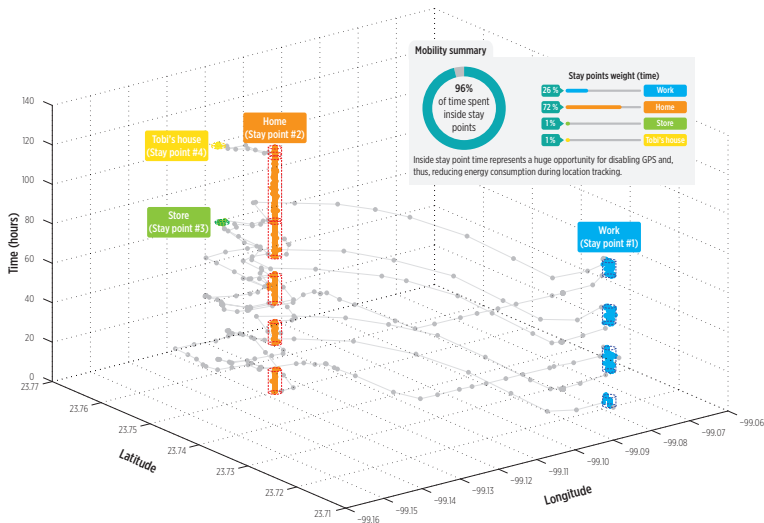 Mobility summary
96%
of time spent
inside stay
points
Stay points weight (time)
26 % Work
72 % Home
1 % Store
1 % Tobi's house
Inside stay point time represents a huge opportunity for disabling GPS and,
thus, reducing energy consumption during location tracking.
Home
(Stay point #2)
Tobi's house
(Stay point #4)
Store
(Stay point #3)
Work
(Stay point #1)
Time (hours)
140
120
100
80
60
40
20
0
23.77
23.76
23.75
23.74
23.73
23.72
23.71
Latitude
−99.16
−99.15
−99.14
−99.13
−99.12
−99.11
−99.10
−99.09
−99.08
−99.07
−99.06
Longitude